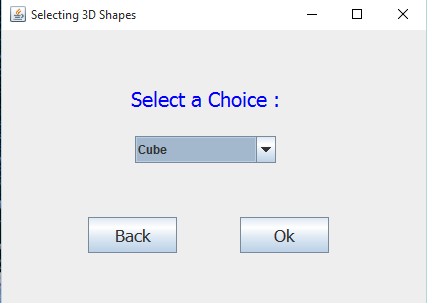 Selecting 3D Shapes
Select a Choice :
Cube
Back
Ok